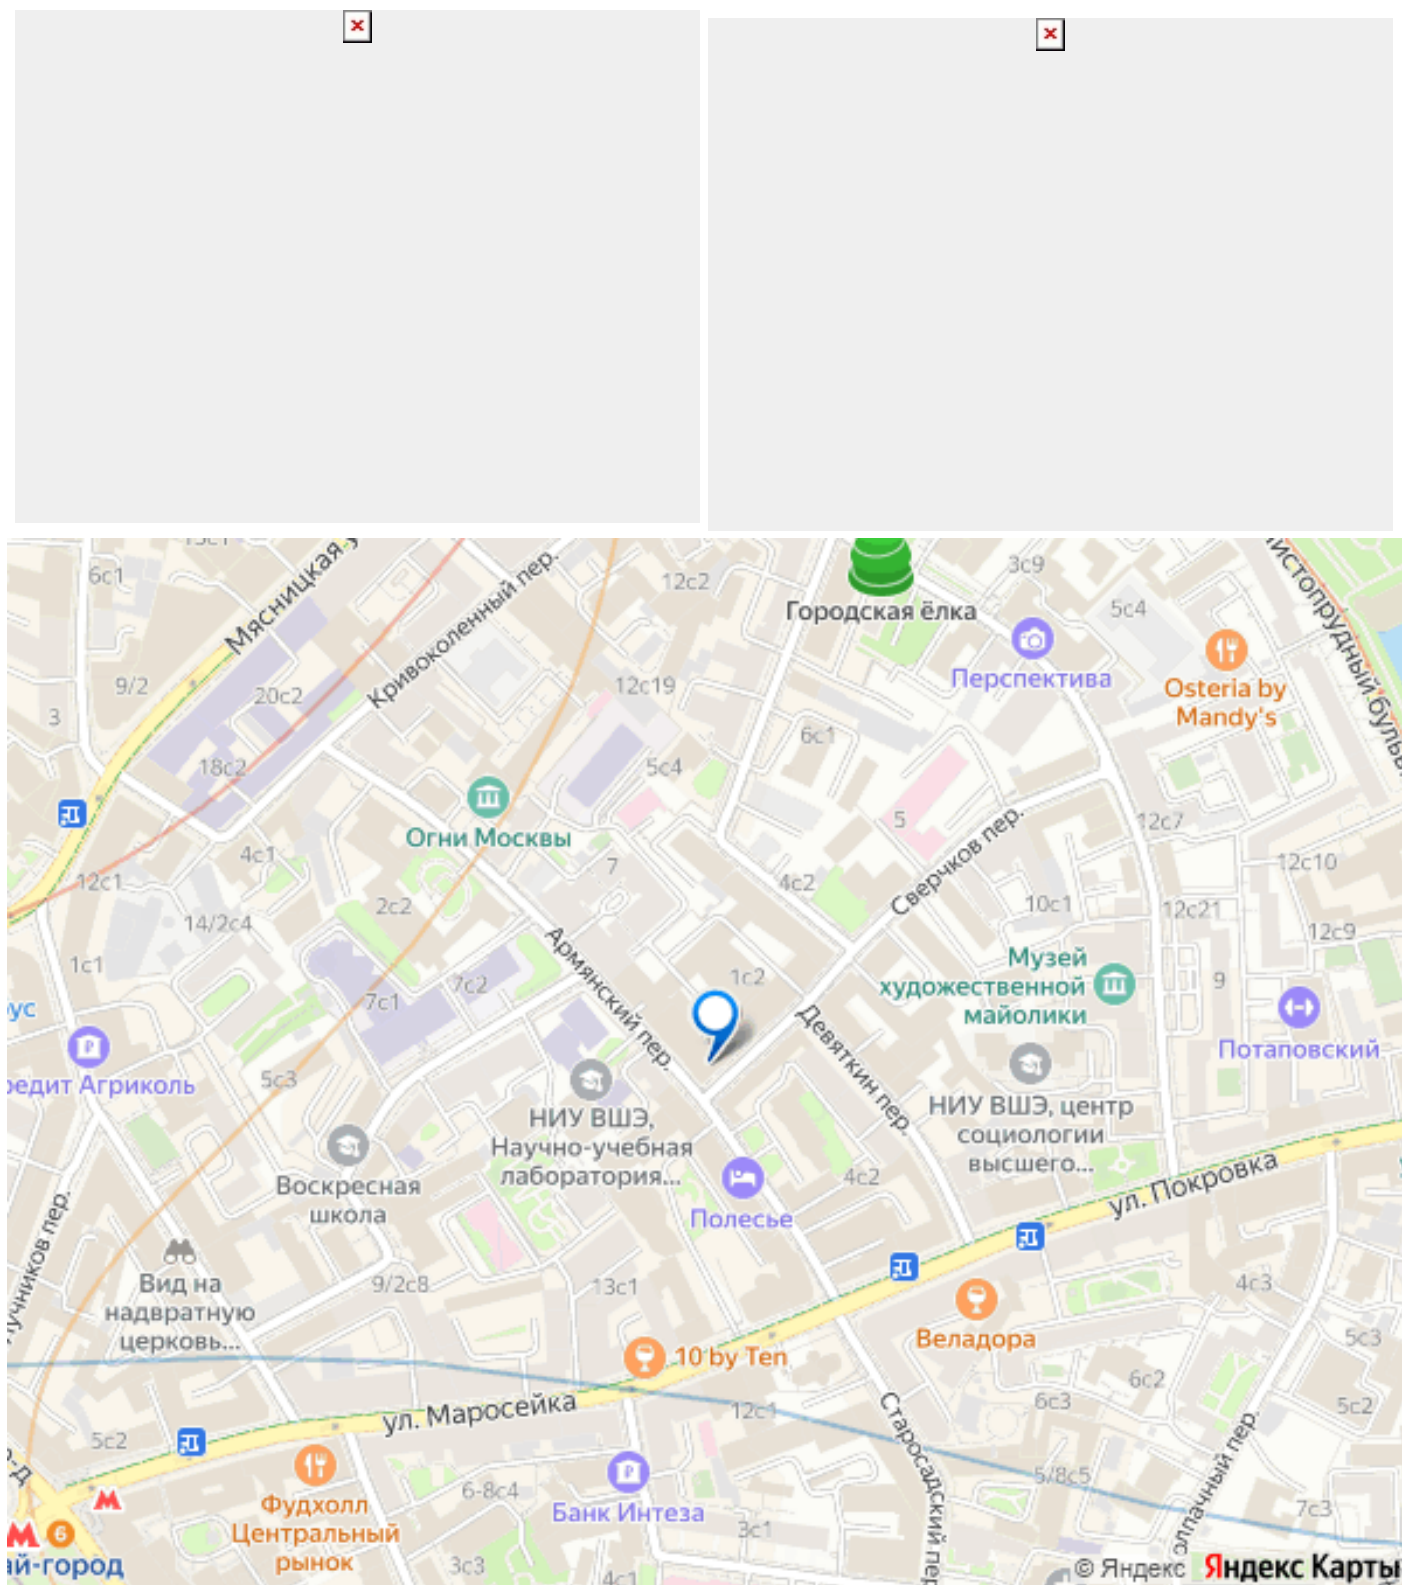 6с1
Мясницкая
Кривоколенный пер.
12с2
Городская ёлка
3с9
5с4
Перспектива
Osteria by
Mandy's
9/2
3
20с2
12с19
6с1
18с2
5с4
Огни Москвы
5
12с7
4с1
7
Сверчков пер.
12с10
12с1
4с2
2с2
14/2с4
10с1
12с21
12с9
1с1
Армянский пер.
1с2
Музей
художественной
майолики
7с2
7с1
9
Девяткин пер.
Потаповский
5с3
НИУ ВШЭ,
Научно-учебная
лаборатория...
НИУ ВШЭ, центр
социологии
высшего...
Воскресная
школа
4с2
Полесье
ул. Покровка
Вид на
надвратную
церковь...
9/2с8
13с1
4с3
Веладора
5с3
10 by Ten
6с2
ул. Маросейка
12с1
6с3
5с2
Старосадский пер
5с2
5/8с5
6-8с4
Фудхолл
Центральный
рынок
Банк Интеза
7с3
3с1
6
3с3
4с1
© Яндекс Яндекс Карты